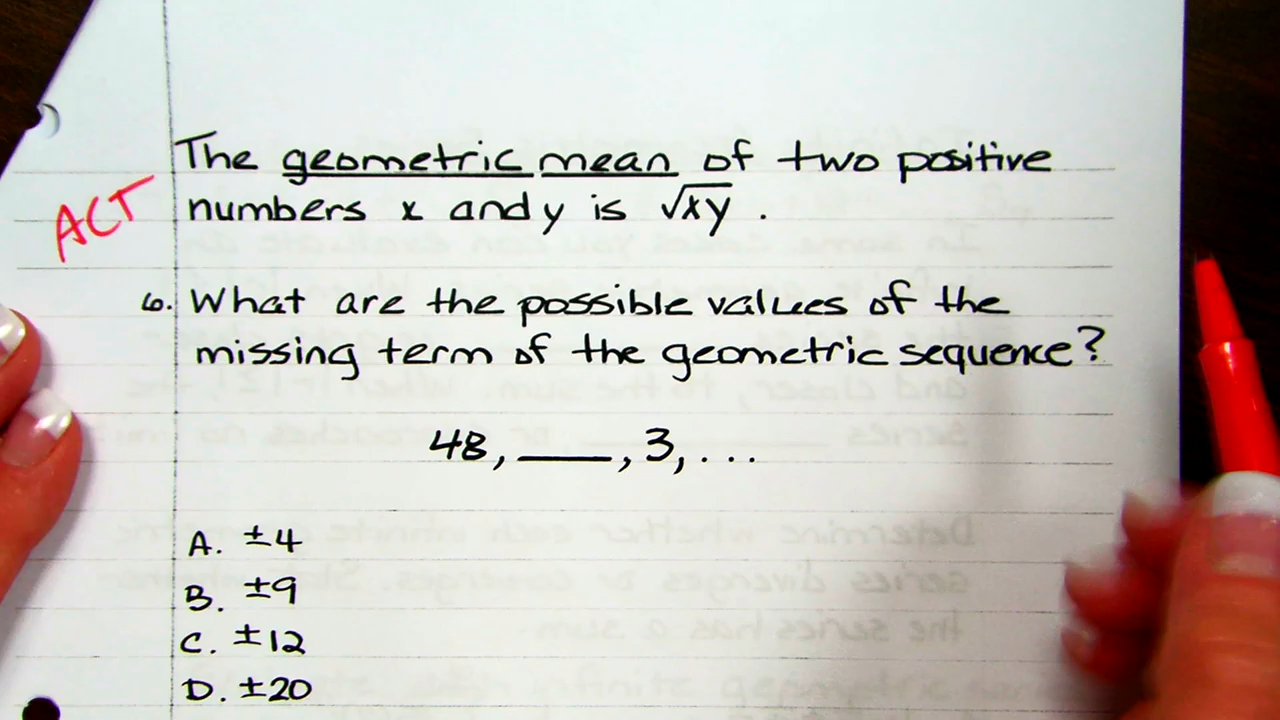 The geometric mean of two positive
numbers x and y is √xy .
ACT
6. What are the possible values of the
missing term of the geometric sequence?
48, ___, 3, ...
A. ±4
B. ±9
C. ±12
D. ±20